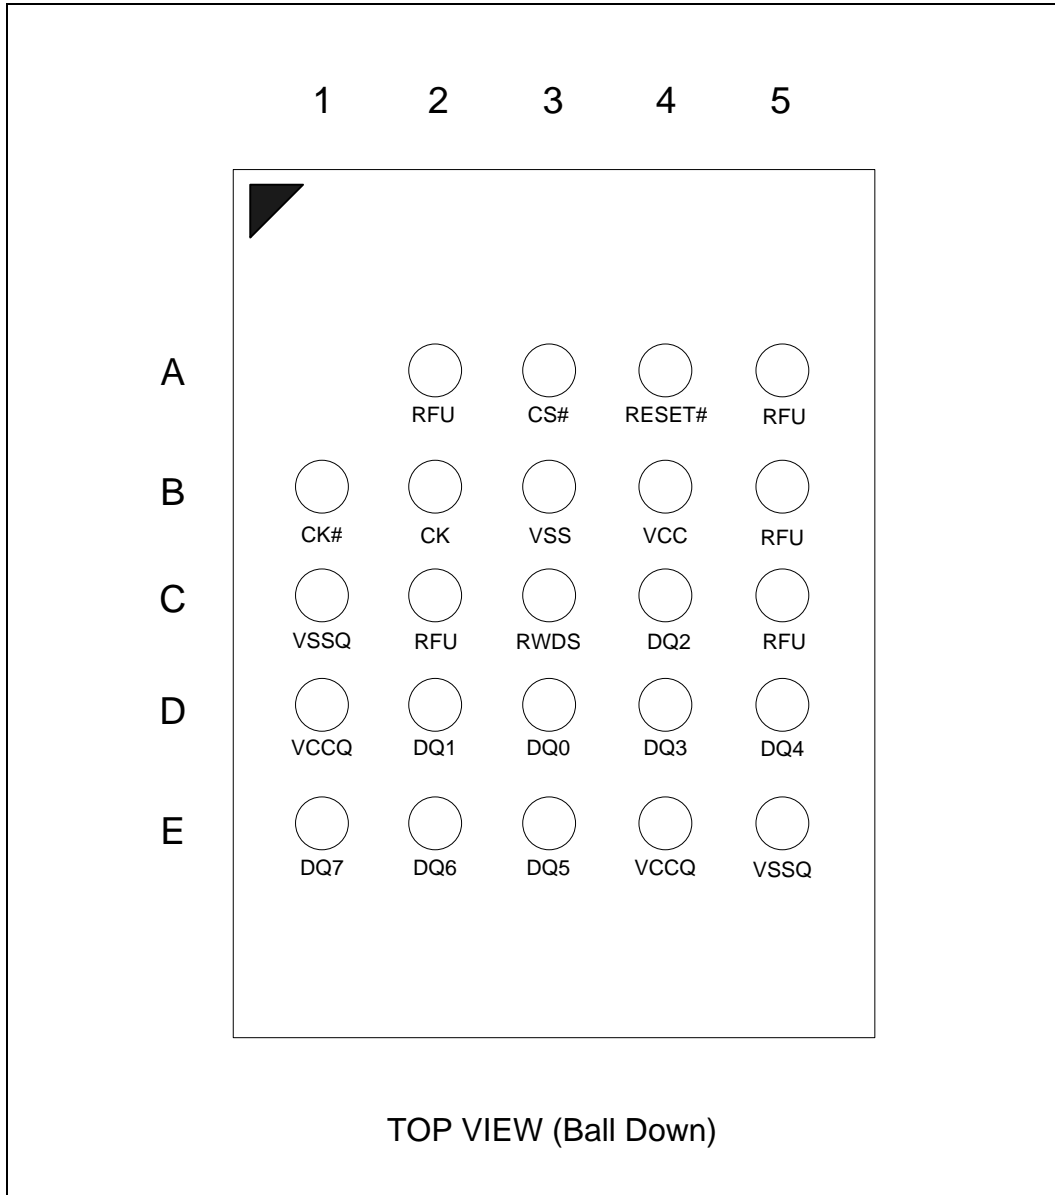 1 2 3 4 5
A
RFU CS# RESET# RFU
B
CK# CK VSS VCC RFU
C
VSSQ RFU RWDS DQ2 RFU
D
VCCQ DQ1 DQ0 DQ3 DQ4
E
DQ7 DQ6 DQ5 VCCQ VSSQ
TOP VIEW (Ball Down)